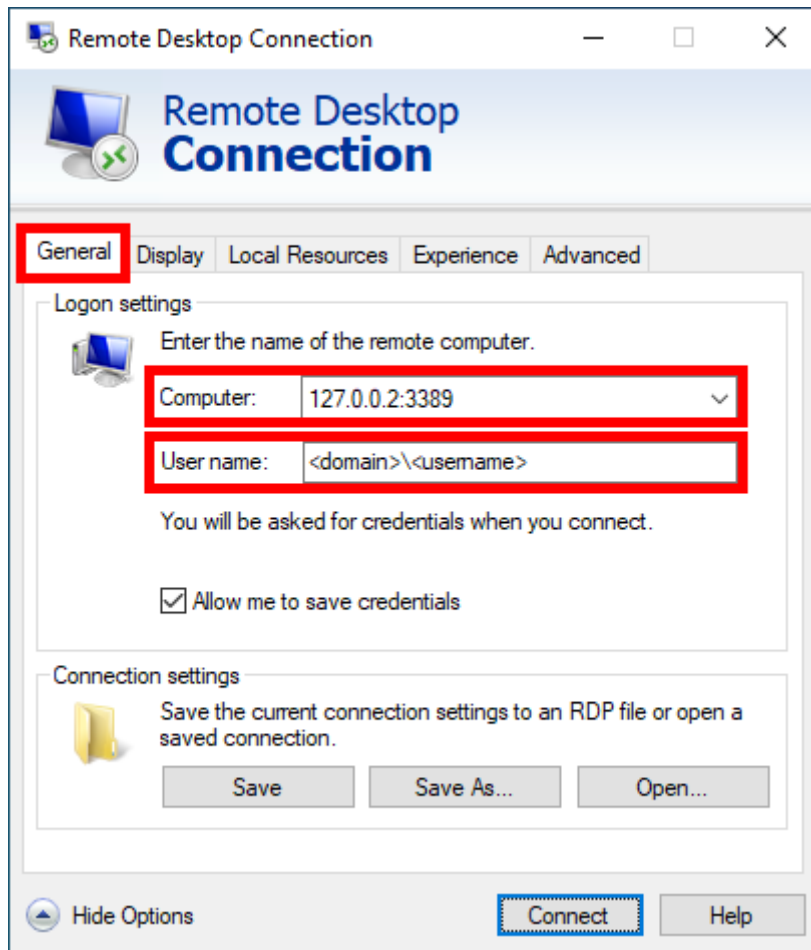 Remote Desktop Connection
Remote Desktop
Connection
General Display Local Resources Experience Advanced
Logon settings
Enter the name of the remote computer.
Computer: 127.0.0.2:3389
User name: <domain>\<username>
You will be asked for credentials when you connect.
Allow me to save credentials
Connection settings
Save the current connection settings to an RDP file or open a
saved connection.
Save Save As... Open...
Hide Options Connect Help